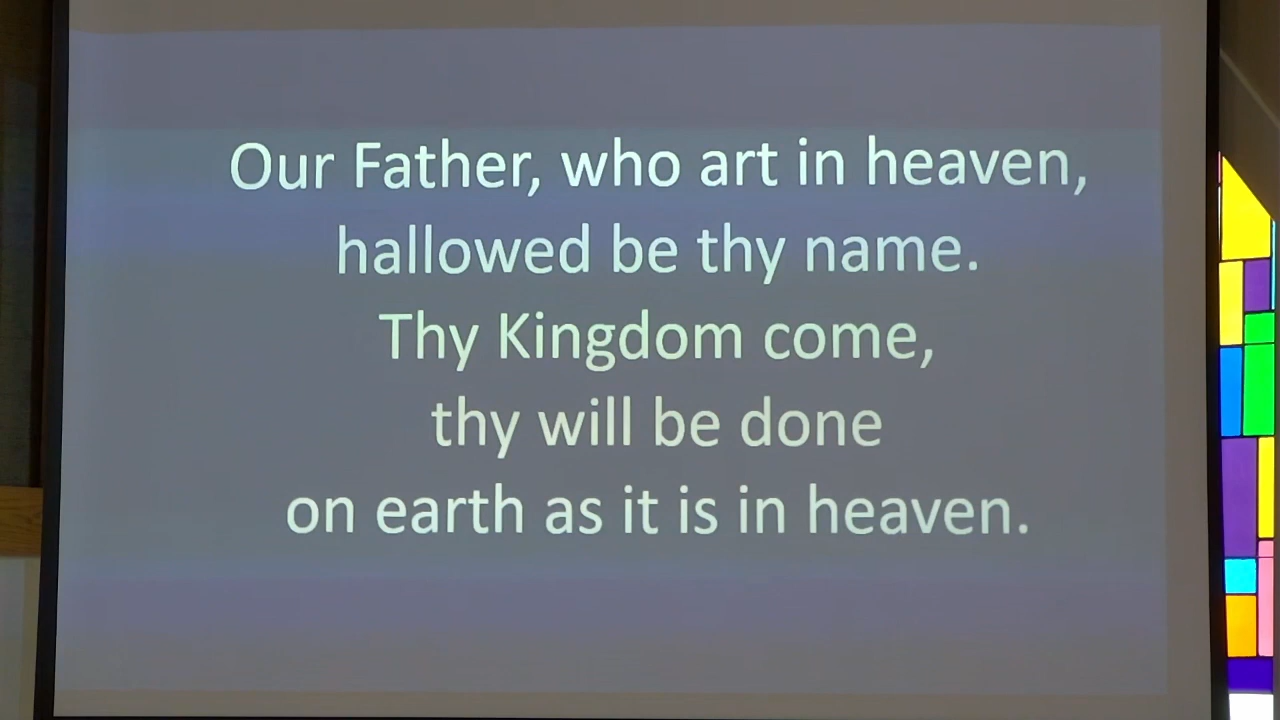 Our Father, who art in heaven,
hallowed be thy name.
Thy Kingdom come,
thy will be done
on earth as it is in heaven.